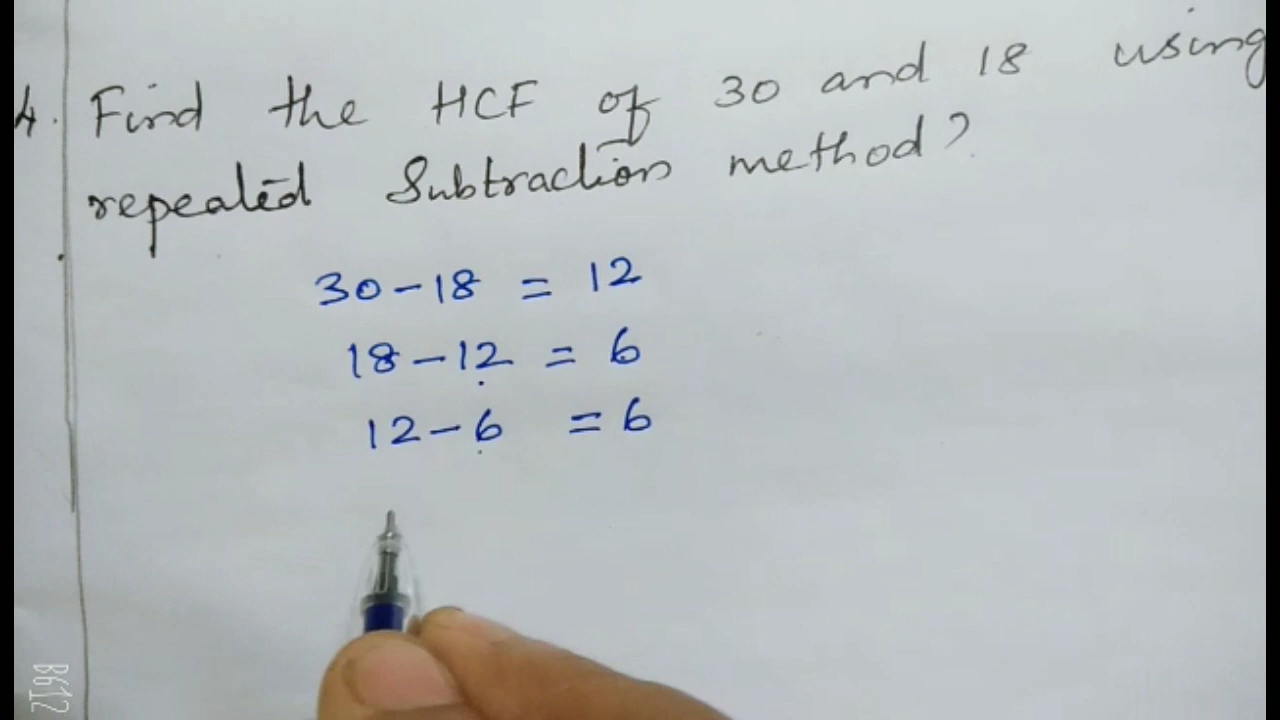 4. Find the HCF of 30 and 18 using
repeated Subtraction method?
30-18 = 12
18-12 = 6
12-6 = 6
B612